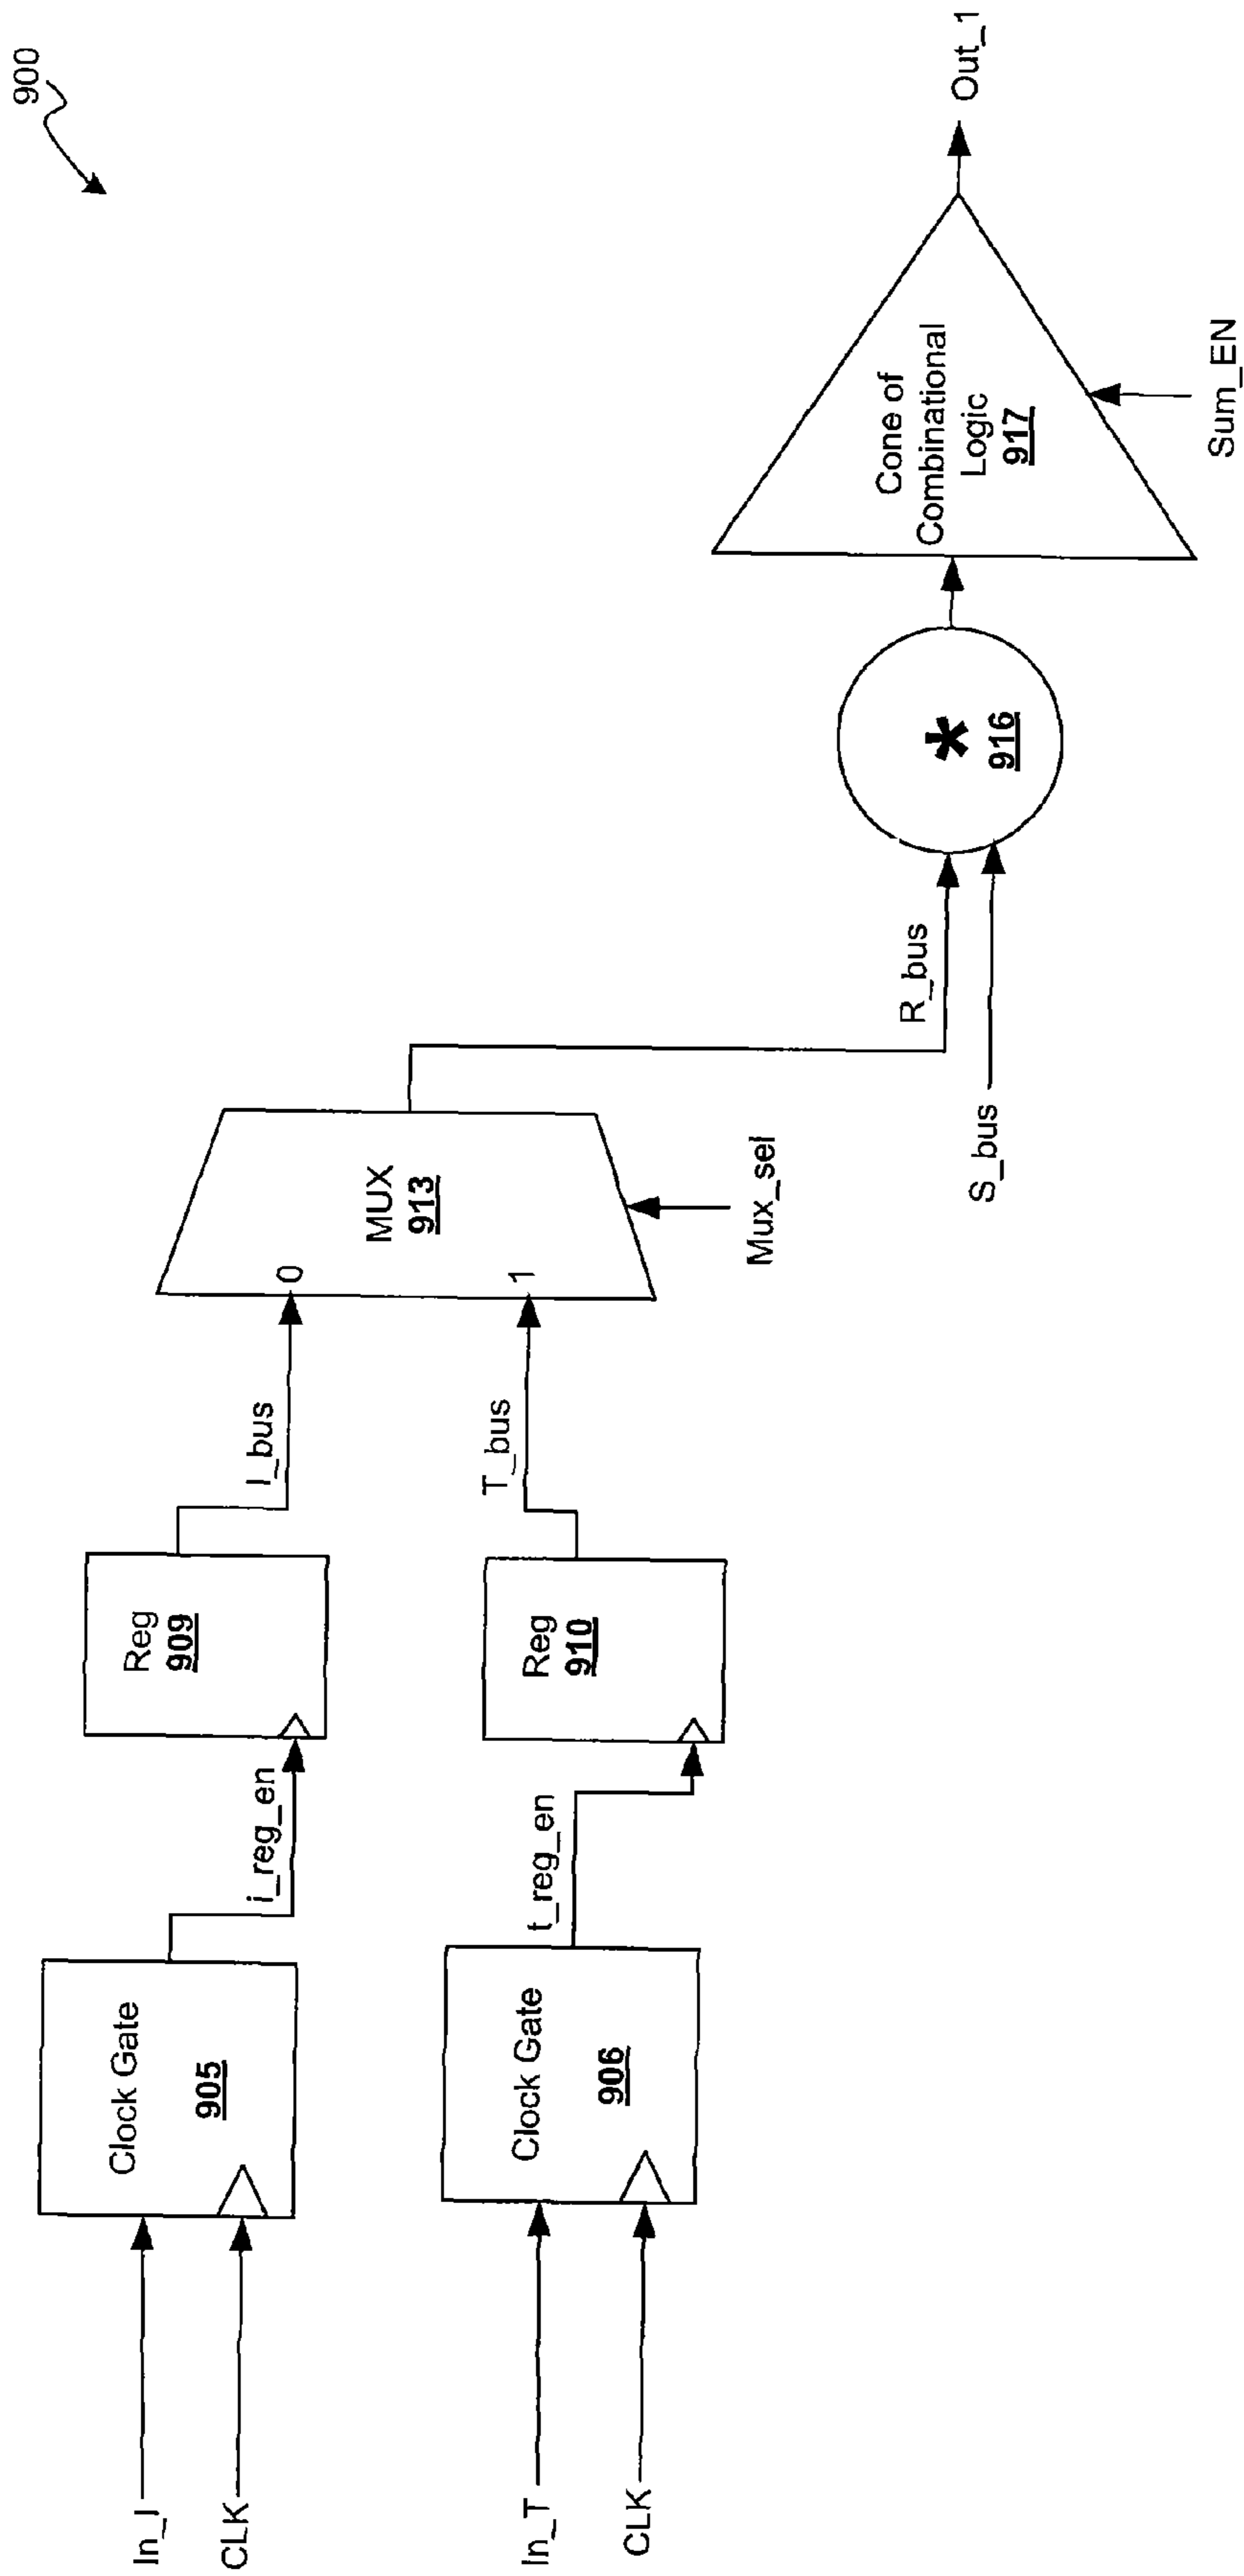 900
In_J
CLK
Clock Gate
905
i_reg_en
Reg
909
I_bus
In_T
CLK
Clock Gate
906
t_reg_en
Reg
910
T_bus
0
1
MUX
913
Mux_sel
R_bus
S_bus
*
916
Cone of
Combinational
Logic
917
Sum_EN
Out_1